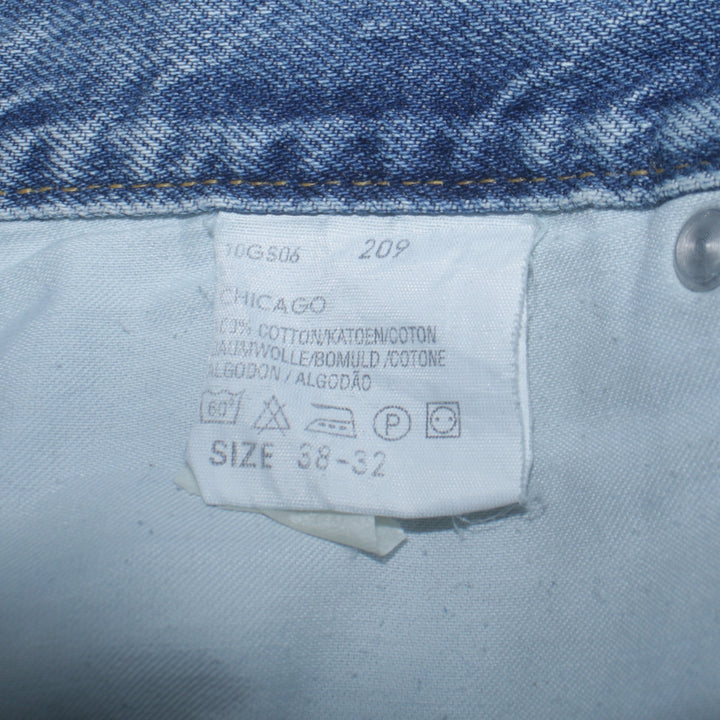 10GS06 209
CHICAGO
100% COTTON/KATOEN/COTON
BAUMWOLLE/BOMULD/COTONE
ALGODON/ALGODÃO
60° P
SIZE 38-32